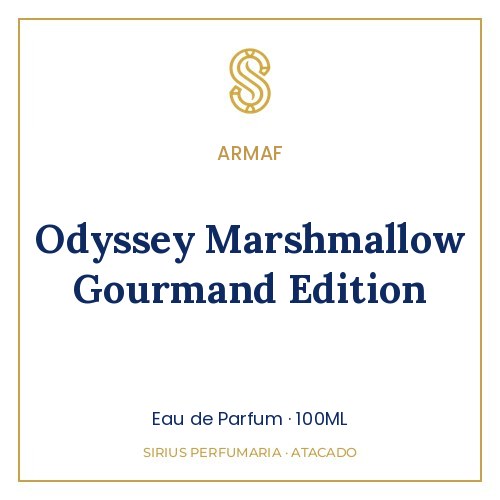 ARMAF
Odyssey Marshmallow
Gourmand Edition
Eau de Parfum · 100ML
SIRIUS PERFUMARIA · ATACADO